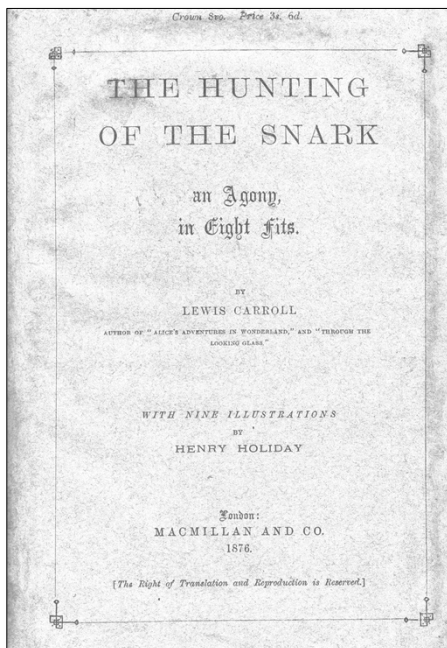 Crown 8vo. Price 3s. 6d.
THE HUNTING
OF THE SNARK
an Agony,
in Eight Fits.
BY
LEWIS CARROLL
AUTHOR OF "ALICE'S ADVENTURES IN WONDERLAND," AND "THROUGH THE
LOOKING GLASS."
WITH NINE ILLUSTRATIONS
BY
HENRY HOLIDAY
London:
MACMILLAN AND CO.
1876.
[The Right of Translation and Reproduction is Reserved.]